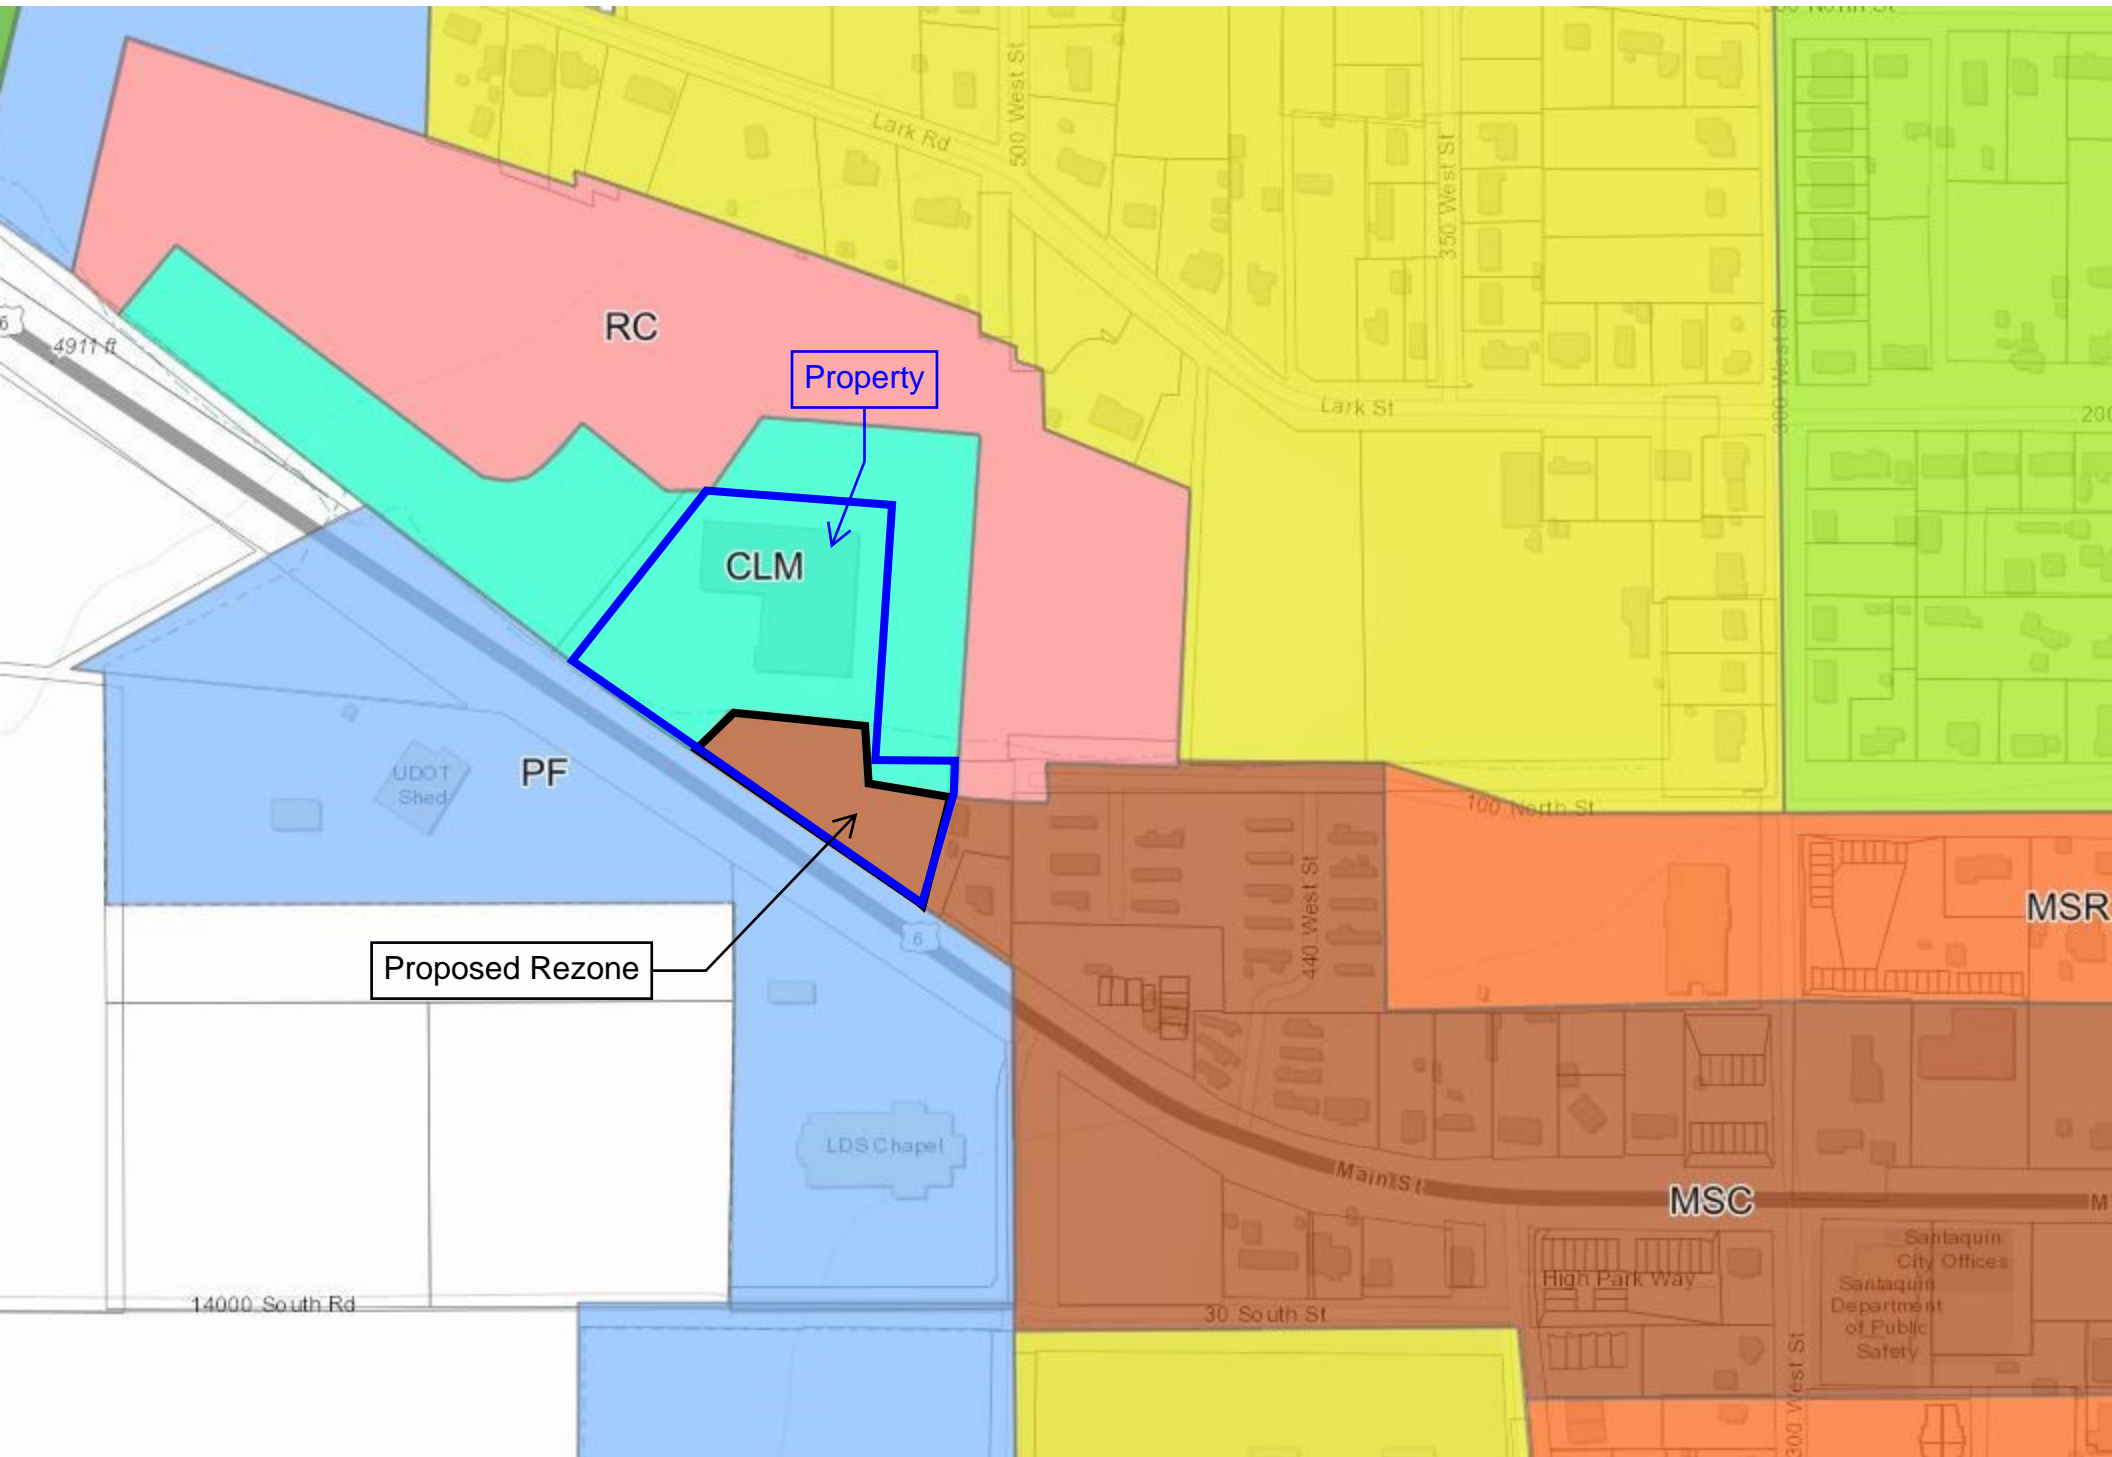 Lark Rd
500 West St
350 West St
RC
6
4911 ft
Property
300 West St
Lark St
200
CLM
UDOT
Shed
PF
100 North St
MSR
6
440 West St
Proposed Rezone
LDS Chapel
Main St
MSC
Santaquin
City Offices
High Park Way
Santaquin
Department
of Public
Safety
14000 South Rd
30 South St
300 West St